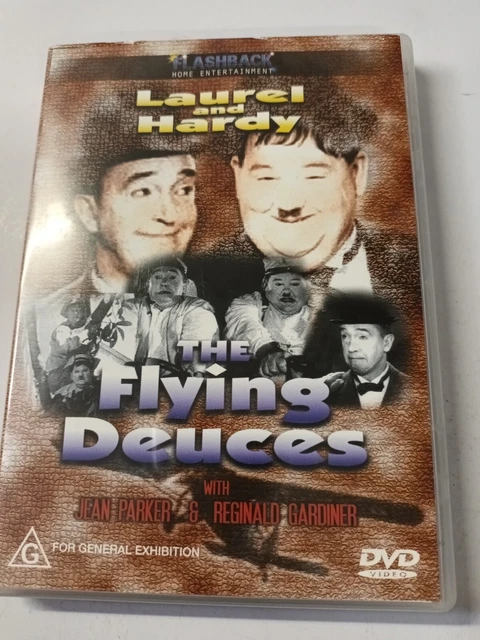 FLASHBACK
HOME ENTERTAINMENT
Laurel
and
Hardy
THE
Flying
Deuces
WITH
JEAN PARKER & REGINALD GARDINER
G FOR GENERAL EXHIBITION
DVD
VIDEO